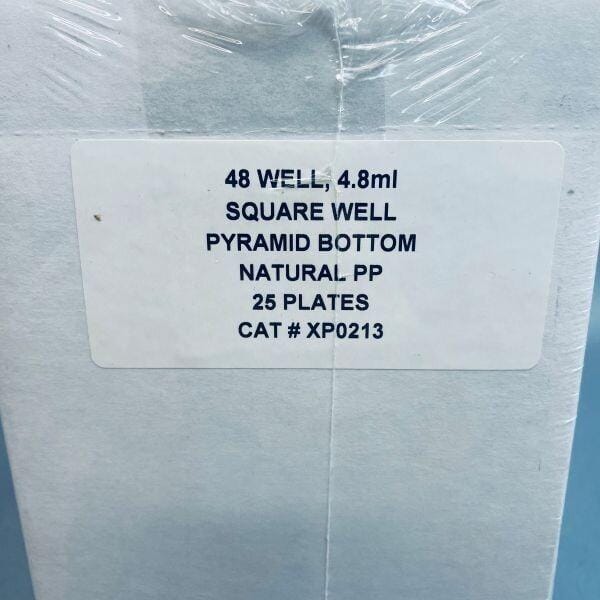 48 WELL, 4.8ml
SQUARE WELL
PYRAMID BOTTOM
NATURAL PP
25 PLATES
CAT # XP0213